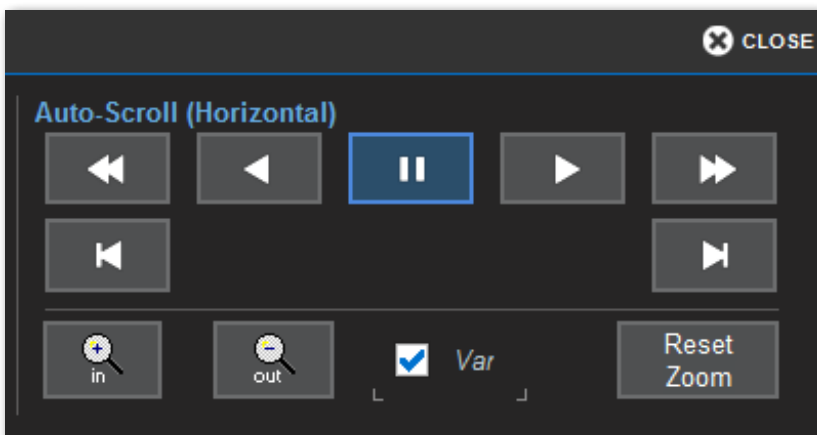 CLOSE
Auto-Scroll (Horizontal)
in
out
Var
Reset
Zoom